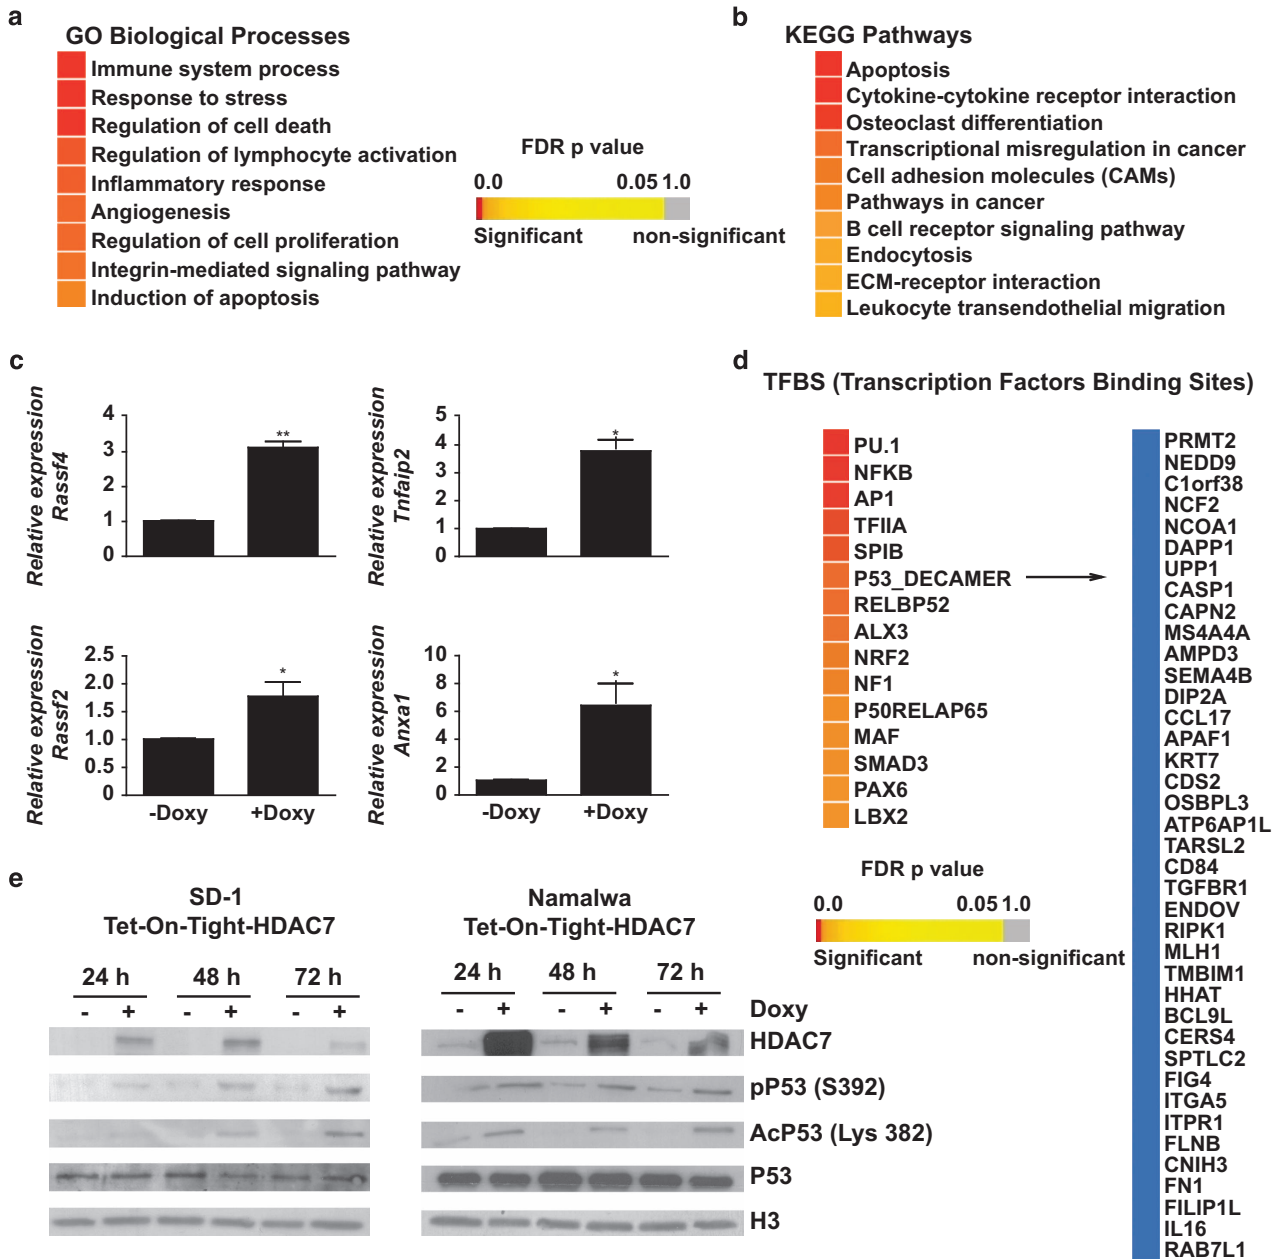 a
GO Biological Processes
Immune system process
Response to stress
Regulation of cell death
Regulation of lymphocyte activation
Inflammatory response
Angiogenesis
Regulation of cell proliferation
Integrin-mediated signaling pathway
Induction of apoptosis
FDR p value
0.0 0.05 1.0
Significant non-significant
b
KEGG Pathways
Apoptosis
Cytokine-cytokine receptor interaction
Osteoclast differentiation
Transcriptional misregulation in cancer
Cell adhesion molecules (CAMs)
Pathways in cancer
B cell receptor signaling pathway
Endocytosis
ECM-receptor interaction
Leukocyte transendothelial migration
c
Relative expression
Rassf4
4
3
2
1
0
**
Relative expression
Tnfaip2
5
4
3
2
1
0
*
Relative expression
Rassf2
2.5
2.0
1.5
1.0
0.5
0
*
-Doxy +Doxy
Relative expression
Anxa1
10
8
6
4
2
0
*
-Doxy +Doxy
d
TFBS (Transcription Factors Binding Sites)
PU.1
NFKB
AP1
TFIIA
SPIB
P53_DECAMER
RELBP52
ALX3
NRF2
NF1
P50RELAP65
MAF
SMAD3
PAX6
LBX2
PRMT2
NEDD9
C1orf38
NCF2
NCOA1
DAPP1
UPP1
CASP1
CAPN2
MS4A4A
AMPD3
SEMA4B
DIP2A
CCL17
APAF1
KRT7
CDS2
OSBPL3
ATP6AP1L
TARSL2
CD84
TGFBR1
ENDOV
RIPK1
MLH1
TMBIM1
HHAT
BCL9L
CERS4
SPTLC2
FIG4
ITGA5
ITPR1
FLNB
CNIH3
FN1
FILIP1L
IL16
RAB7L1
FDR p value
0.0 0.05 1.0
Significant non-significant
e
SD-1
Tet-On-Tight-HDAC7
24 h 48 h 72 h
- + - + - +
Namalwa
Tet-On-Tight-HDAC7
24 h 48 h 72 h
- + - + - + Doxy
HDAC7
pP53 (S392)
AcP53 (Lys 382)
P53
H3